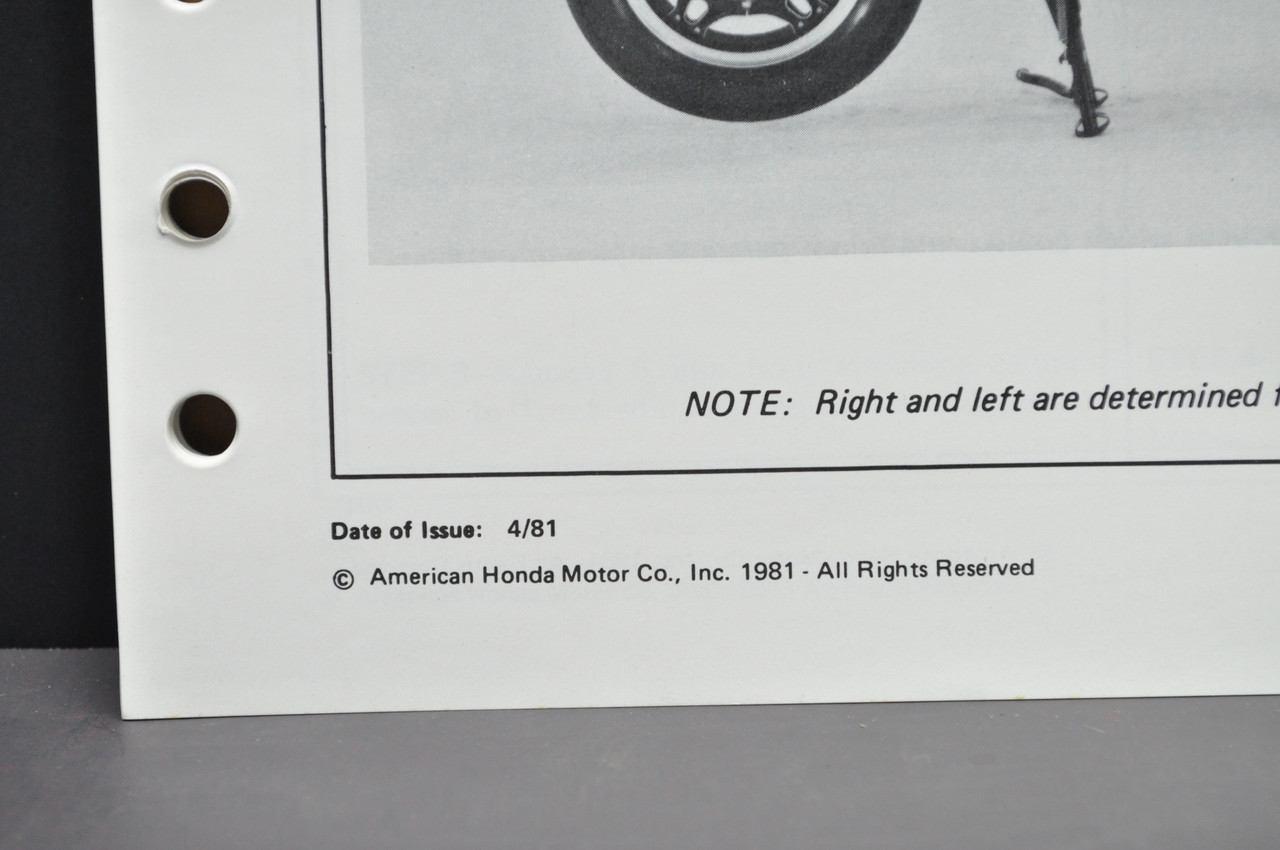 NOTE: Right and left are determined
Date of Issue: 4/81
© American Honda Motor Co., Inc. 1981 - All Rights Reserved